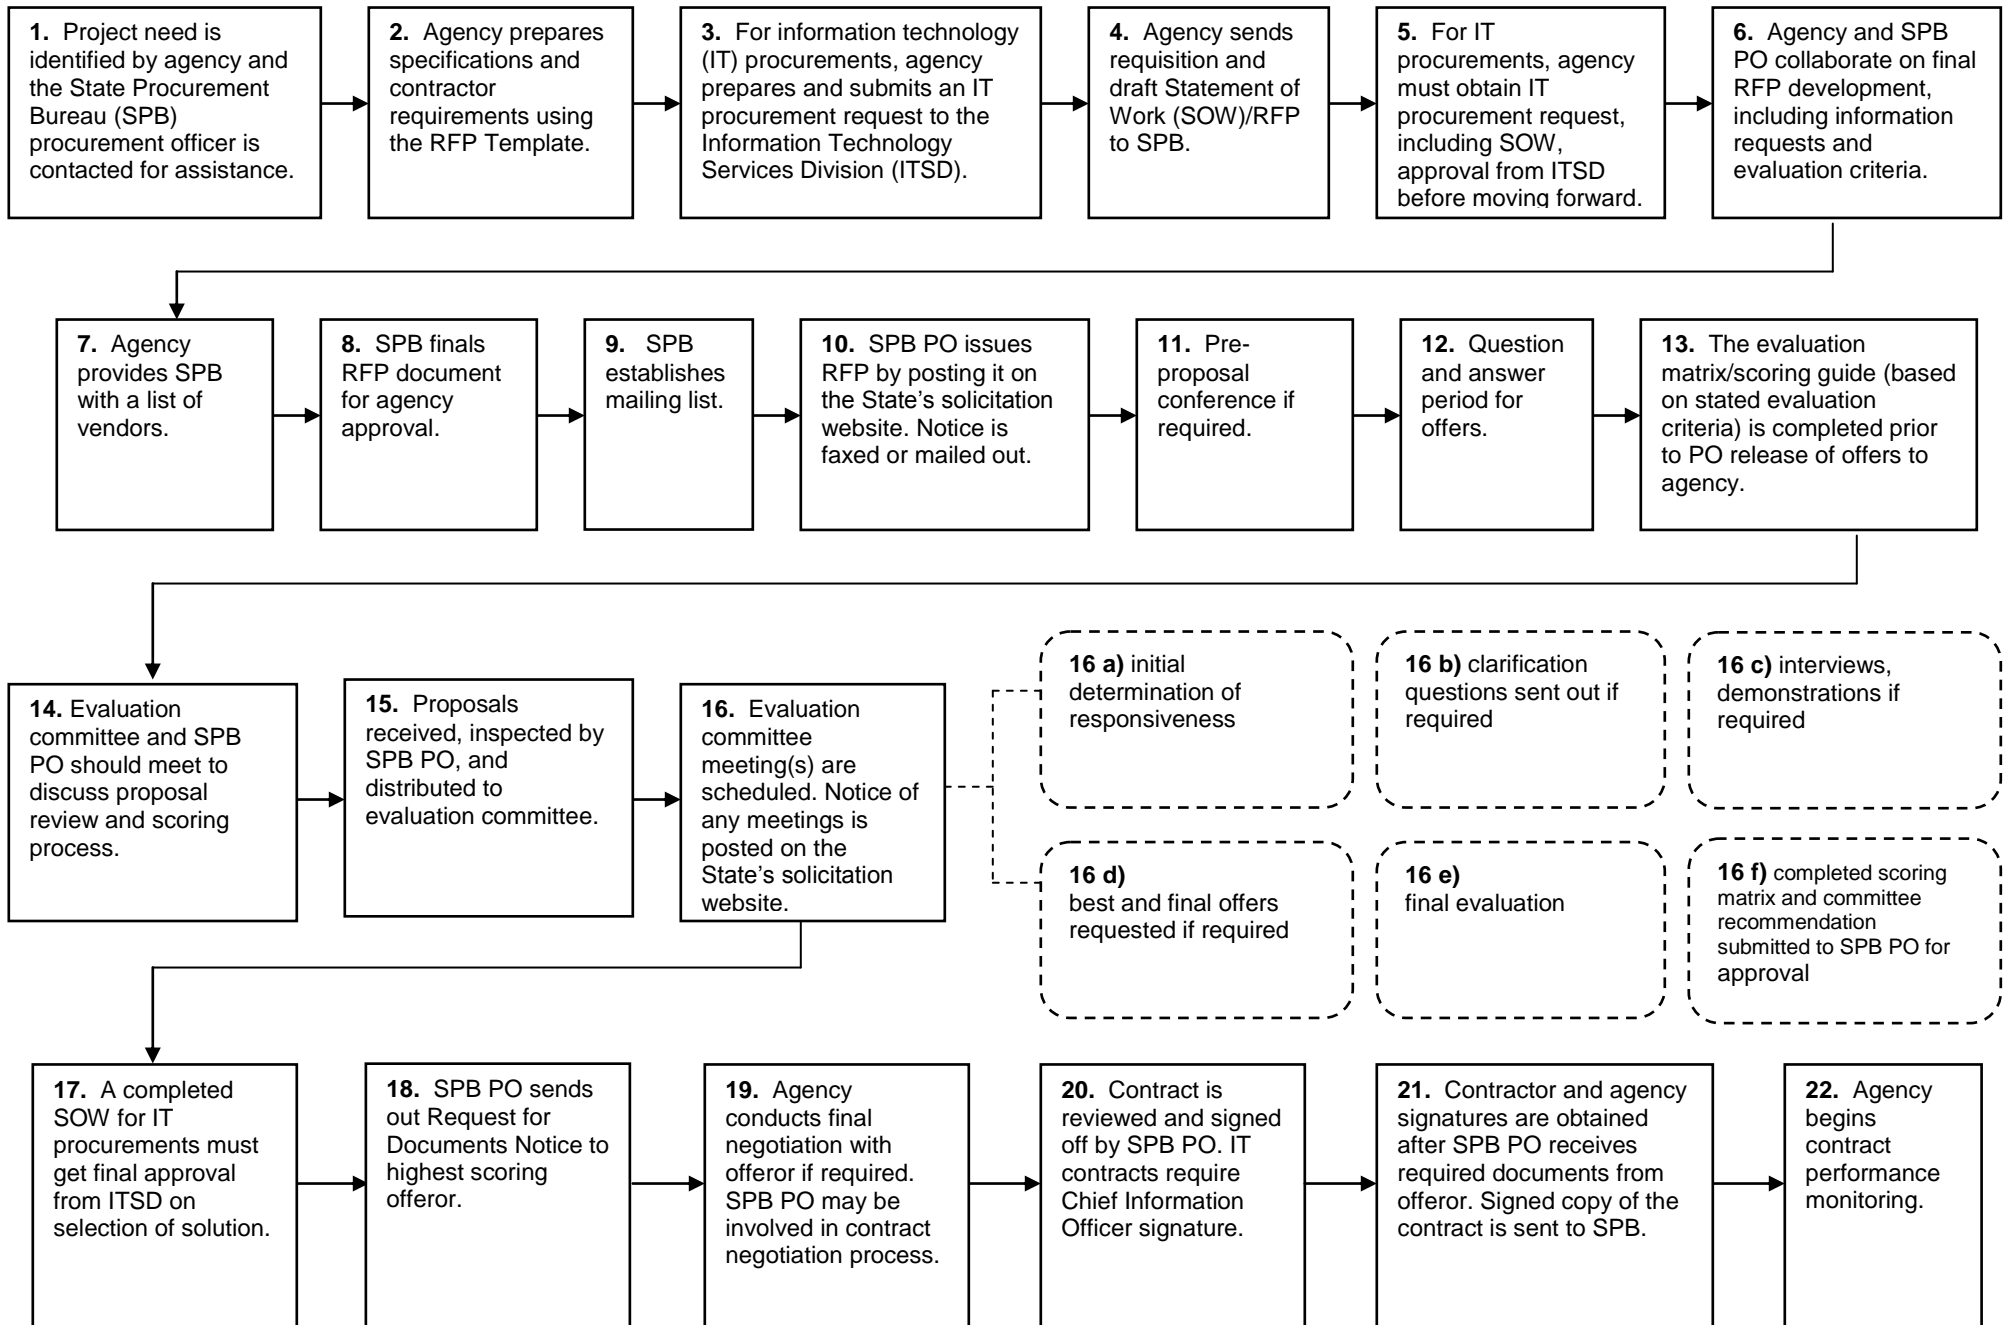 1. Project need is
identified by agency and
the State Procurement
Bureau (SPB)
procurement officer is
contacted for assistance.
2. Agency prepares
specifications and
contractor
requirements using
the RFP Template.
3. For information technology
(IT) procurements, agency
prepares and submits an IT
procurement request to the
Information Technology
Services Division (ITSD).
4. Agency sends
requisition and
draft Statement of
Work (SOW)/RFP
to SPB.
5. For IT
procurements, agency
must obtain IT
procurement request,
including SOW,
approval from ITSD
before moving forward.
6. Agency and SPB
PO collaborate on final
RFP development,
including information
requests and
evaluation criteria.
7. Agency
provides SPB
with a list of
vendors.
8. SPB finals
RFP document
for agency
approval.
9. SPB
establishes
mailing list.
10. SPB PO issues
RFP by posting it on
the State’s solicitation
website. Notice is
faxed or mailed out.
11. Pre-
proposal
conference if
required.
12. Question
and answer
period for
offers.
13. The evaluation
matrix/scoring guide (based
on stated evaluation
criteria) is completed prior
to PO release of offers to
agency.
14. Evaluation
committee and SPB
PO should meet to
discuss proposal
review and scoring
process.
15. Proposals
received, inspected by
SPB PO, and
distributed to
evaluation committee.
16. Evaluation
committee
meeting(s) are
scheduled. Notice of
any meetings is
posted on the
State’s solicitation
website.
16 a) initial
determination of
responsiveness
16 b) clarification
questions sent out if
required
16 c) interviews,
demonstrations if
required
16 d)
best and final offers
requested if required
16 e)
final evaluation
16 f) completed scoring
matrix and committee
recommendation
submitted to SPB PO for
approval
17. A completed
SOW for IT
procurements must
get final approval
from ITSD on
selection of solution.
18. SPB PO sends
out Request for
Documents Notice to
highest scoring
offeror.
19. Agency
conducts final
negotiation with
offeror if required.
SPB PO may be
involved in contract
negotiation process.
20. Contract is
reviewed and signed
off by SPB PO. IT
contracts require
Chief Information
Officer signature.
21. Contractor and agency
signatures are obtained
after SPB PO receives
required documents from
offeror. Signed copy of the
contract is sent to SPB.
22. Agency
begins
contract
performance
monitoring.